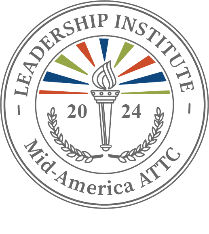 LEADERSHIP INSTITUTE
20 24
Mid-America ATTC